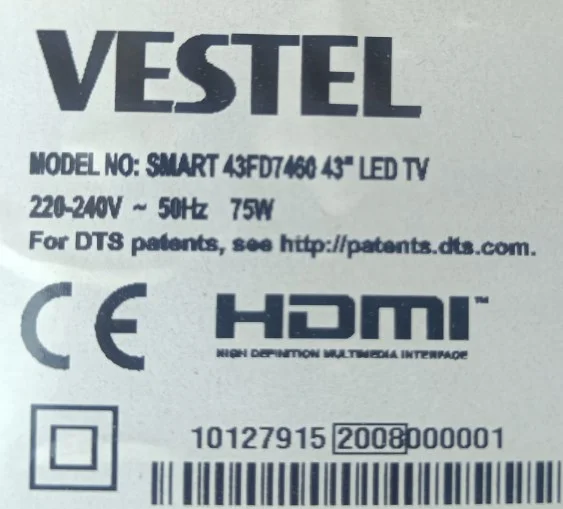 VESTEL
MODEL NO: SMART 43FD7460 43" LED TV
220-240V ~ 50Hz 75W
For DTS patents, see http://patents.dts.com.
CE HDMI™
HIGH DEFINITION MULTIMEDIA INTERFACE
10127915 2008000001